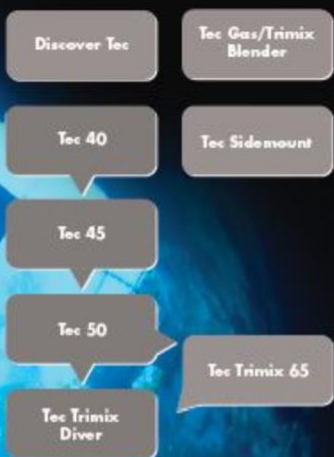 Discover Tec
Tec Gas/Trimix
Blender
Tec 40
Tec Sidemount
Tec 45
Tec 50
Tec Trimix 65
Tec Trimix
Diver